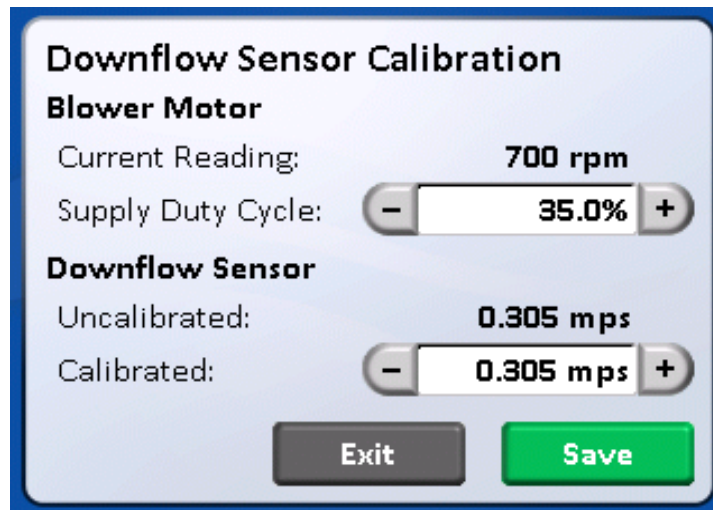 Downflow Sensor Calibration
Blower Motor
Current Reading: 700 rpm
Supply Duty Cycle: − 35.0% +
Downflow Sensor
Uncalibrated: 0.305 mps
Calibrated: − 0.305 mps +
Exit Save